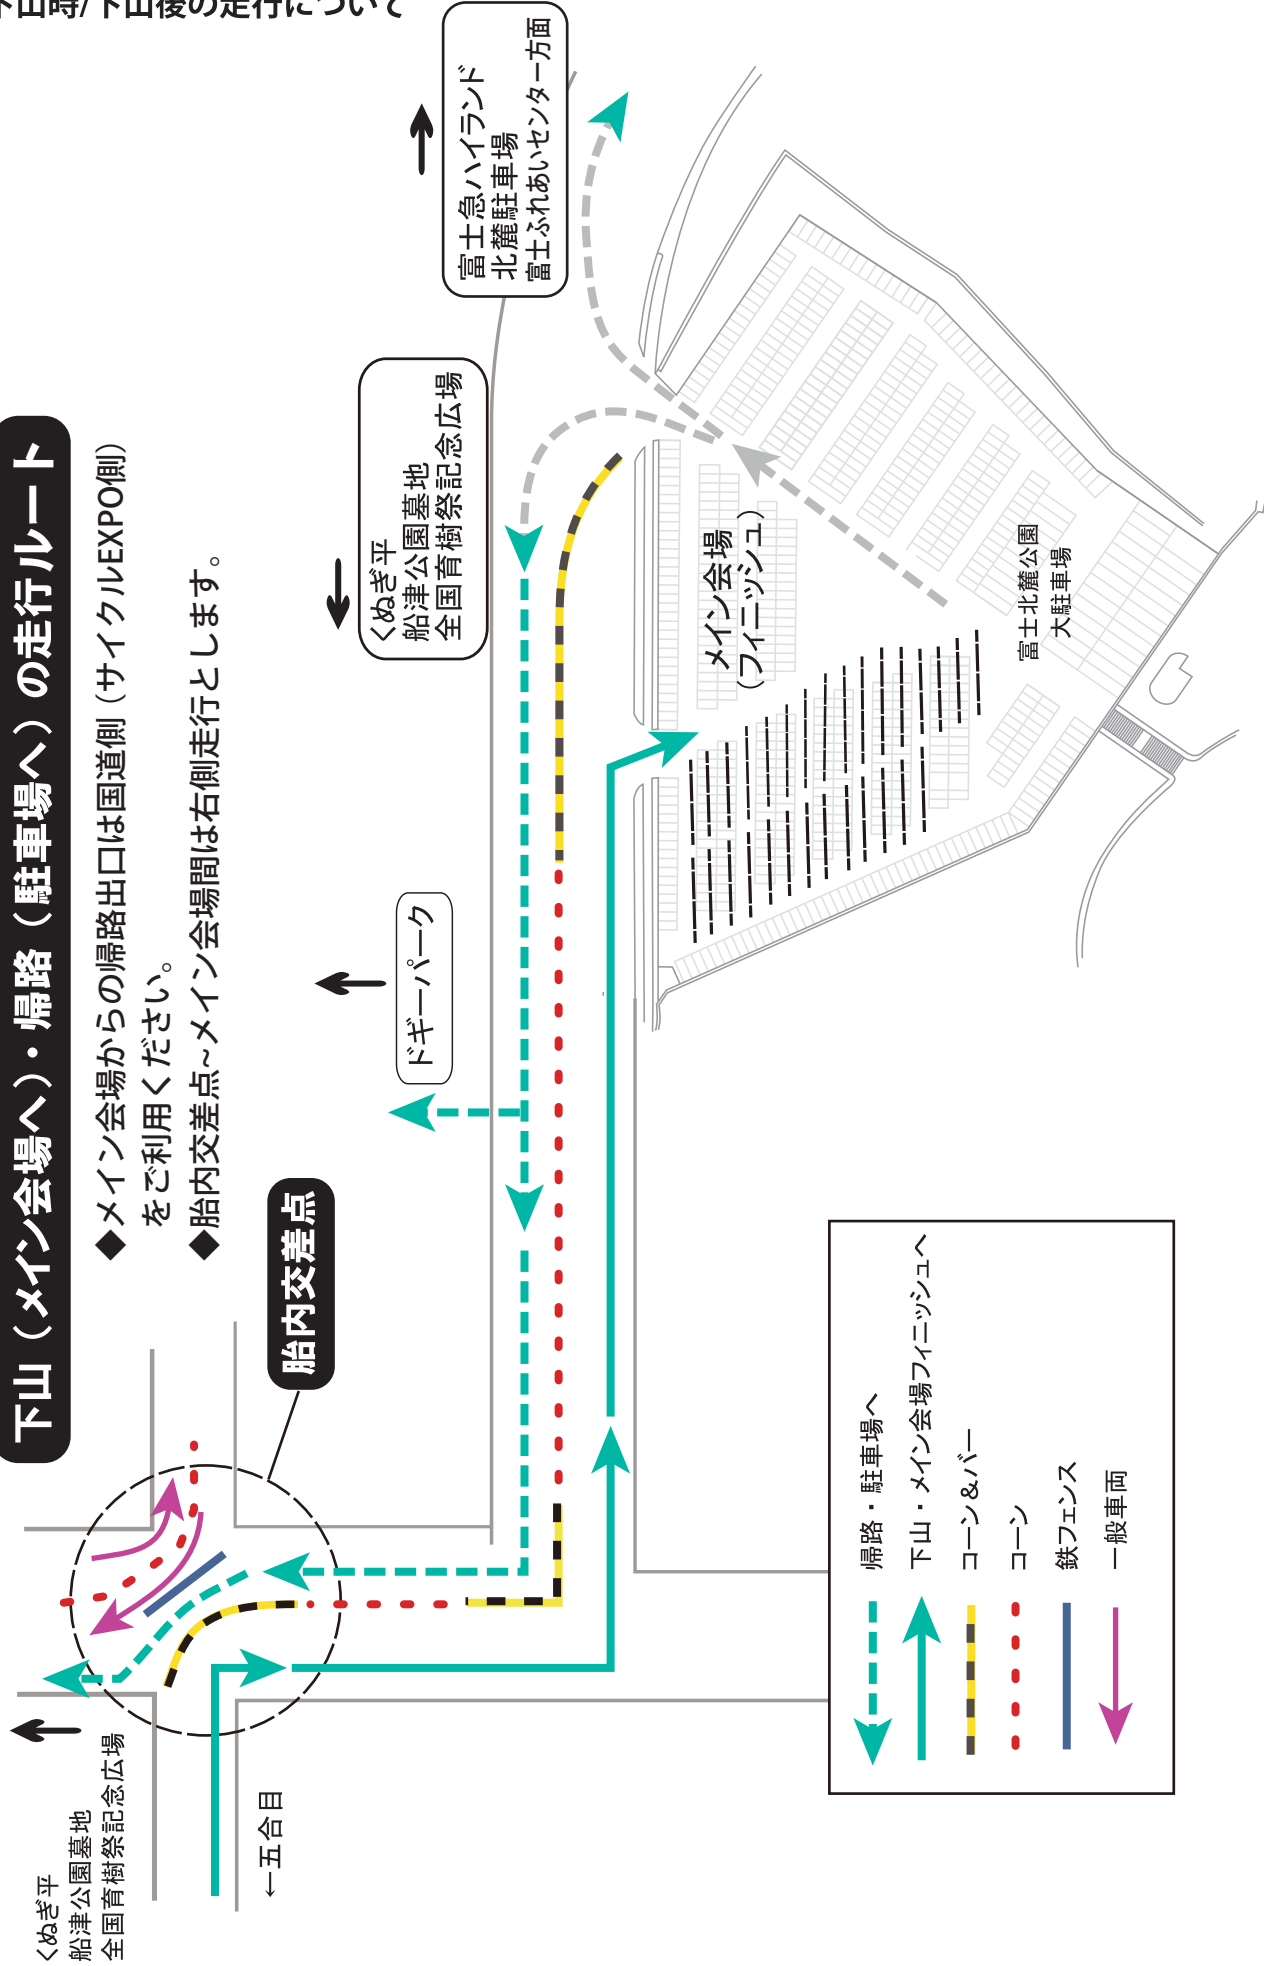 下山時/下山後の走行について
下山（メイン会場へ）・帰路（駐車場へ）の走行ルート
◆メイン会場からの帰路出口は国道側（サイクルEXPO側）
をご利用ください。
◆胎内交差点~メイン会場間は右側走行とします。
くぬぎ平
船津公園墓地
全国育樹祭記念広場
←五合目
胎内交差点
ドギーパーク
くぬぎ平
船津公園墓地
全国育樹祭記念広場
富士急ハイランド
北麓駐車場
富士ふれあいセンター方面
メイン会場
（フィニッシュ）
富士北麓公園
大駐車場
帰路・駐車場へ
下山・メイン会場フィニッシュへ
コーン＆バー
コーン
鉄フェンス
一般車両